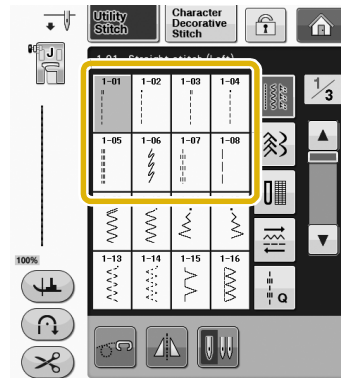 Utility
Stitch
Character
Decorative
Stitch
J
1-01 Straight stitch (Left)
1-01 1-02 1-03 1-04
1/3
1-05 1-06 1-07 1-08
100%
1-13 1-14 1-15 1-16
Q